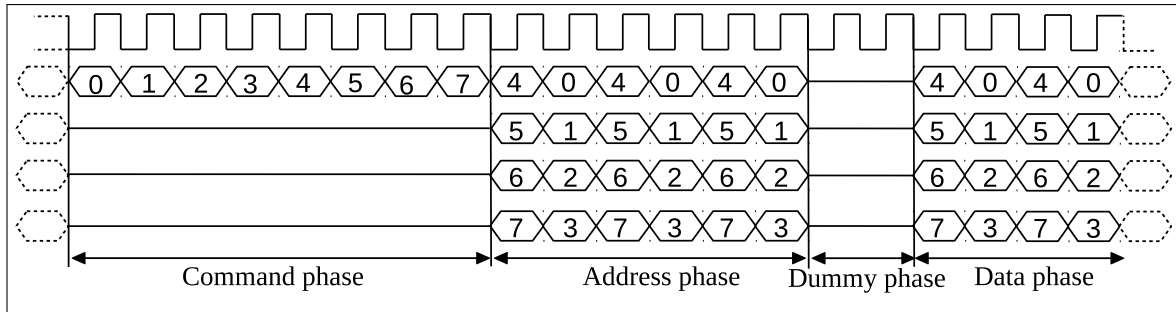 0 1 2 3 4 5 6 7 4 0 4 0 4 0 4 0 4 0
5 1 5 1 5 1 5 1 5 1
6 2 6 2 6 2 6 2 6 2
7 3 7 3 7 3 7 3 7 3
Command phase Address phase Dummy phase Data phase